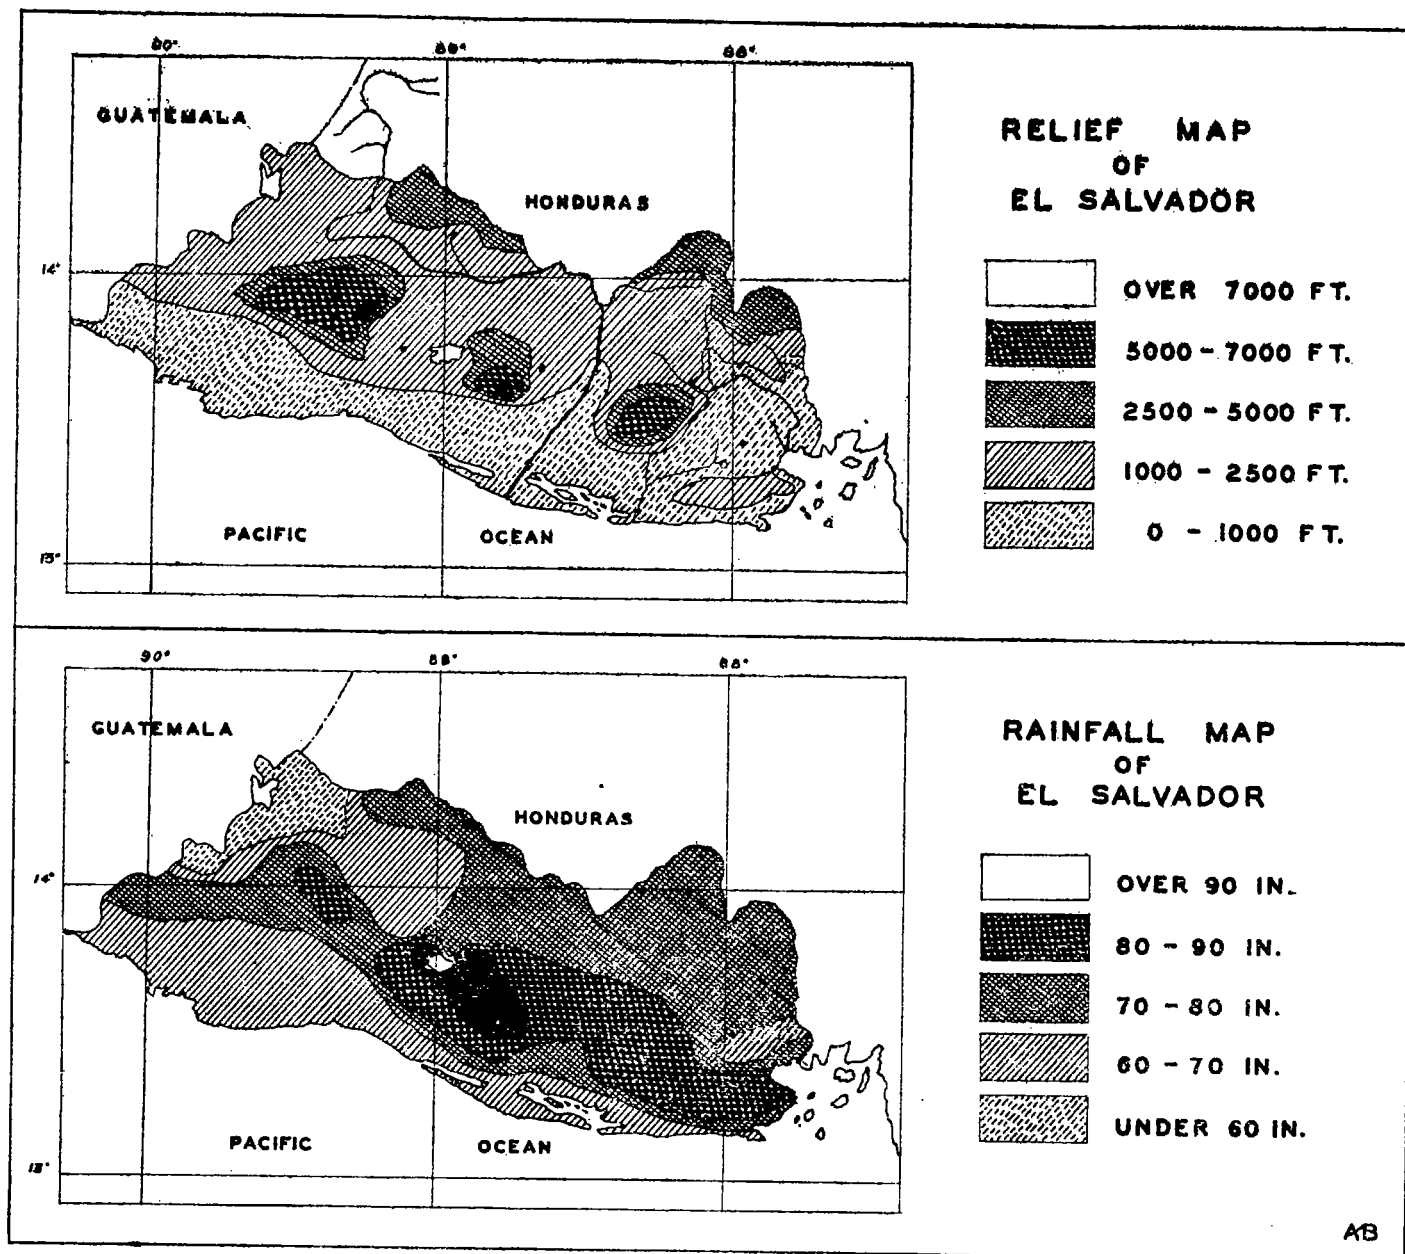 90° 89° 88°
GUATEMALA
HONDURAS
14°
PACIFIC OCEAN
13°
RELIEF MAP
OF
EL SALVADOR
OVER 7000 FT.
5000 - 7000 FT.
2500 - 5000 FT.
1000 - 2500 FT.
0 - 1000 FT.
90° 89° 88°
GUATEMALA
HONDURAS
14°
PACIFIC OCEAN
13°
RAINFALL MAP
OF
EL SALVADOR
OVER 90 IN.
80 - 90 IN.
70 - 80 IN.
60 - 70 IN.
UNDER 60 IN.
AB